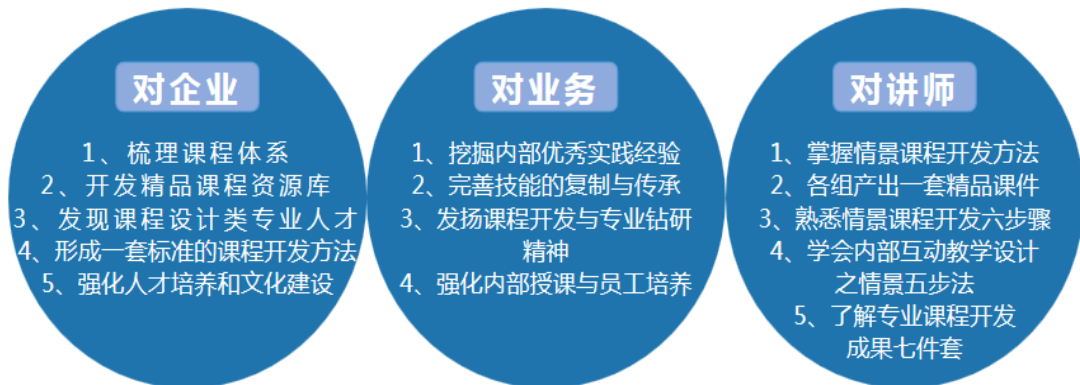 对企业
1、梳理课程体系
2、开发精品课程资源库
3、发现课程设计类专业人才
4、形成一套标准的课程开发方法
5、强化人才培养和文化建设
对业务
1、挖掘内部优秀实践经验
2、完善技能的复制与传承
3、发扬课程开发与专业钻研
精神
4、强化内部授课与员工培养
对讲师
1、掌握情景课程开发方法
2、各组产出一套精品课件
3、熟悉情景课程开发六步骤
4、学会内部互动教学设计
之情景五步法
5、了解专业课程开发
成果七件套